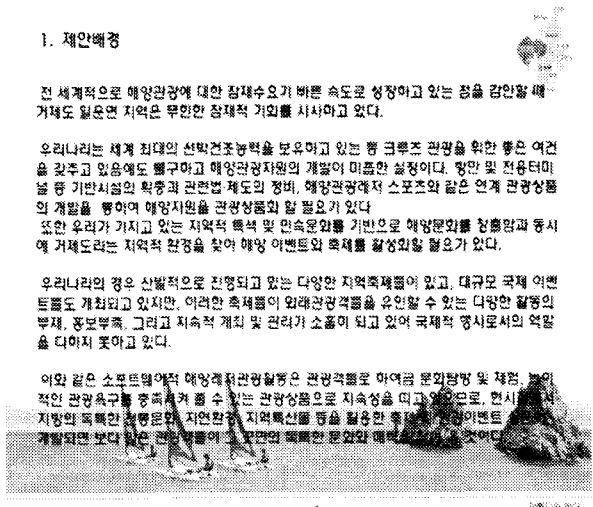 1. 제안배경
전 세계적으로 해양관광에 대한 잠재수요가 빠른 속도로 성장하고 있는 점을 감안할 때
거제도 일운면 지역은 무한한 잠재적 기회를 시사하고 있다.
우리나라는 세계 최대의 선박건조능력을 보유하고 있는 등 크루즈 관광을 위한 좋은 여건
을 갖추고 있음에도 불구하고 해양관광자원의 개발이 미흡한 실정이다. 항만 및 전용터미
널 등 기반시설의 확충과 관련법 제도의 정비, 해양관광레저 스포츠와 같은 연계 관광상품
의 개발을 통하여 해양자원을 관광상품화 할 필요가 있다
또한 우리가 가지고 있는 지역적 특색 및 민속문화를 기반으로 해양문화를 창출함과 동시
에 거제도라는 지역적 환경을 찾어 해양 이벤트와 축제를 활성화할 필요가 있다.
우리나라의 경우 산발적으로 진행되고 있는 다양한 지역축제들이 있고, 대규모 국제 이벤
트들도 개최되고 있지만, 이러한 축제들이 외래관광객들을 유인할 수 있는 다양한 활동의
부재, 홍보부족, 그리고 지속적 개최 및 관리가 소홀히 되고 있어 국제적 행사로서의 역할
을 다하지 못하고 있다.
이와 같은 소프트웨어적 해양레저관광활동은 관광객들로 하여금 문화탐방 및 체험, 놀이
적인 관광욕구를 충족시켜 줄 수 있는 관광상품으로 지속성을 띠고 있으므로, 현시점에서
지방의 독특한 전통문화, 자연환경, 지역특산물 등을 활용한 축제 관광이벤트
개발되면 보다 많은 관광객들이 그 곳만의 독특한 문화와 매력을 것이다